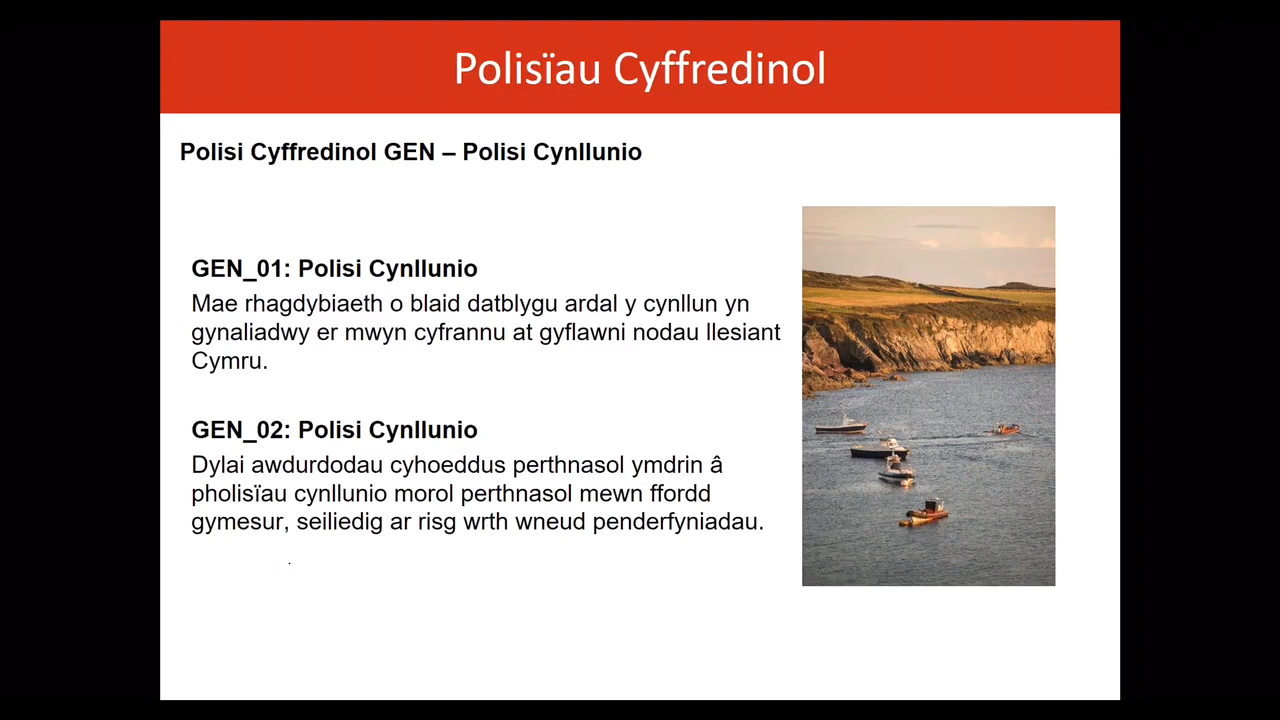 Polisïau Cyffredinol
Polisi Cyffredinol GEN – Polisi Cynllunio
GEN_01: Polisi Cynllunio
Mae rhagdybiaeth o blaid datblygu ardal y cynllun yn
gynaliadwy er mwyn cyfrannu at gyflawni nodau llesiant
Cymru.
GEN_02: Polisi Cynllunio
Dylai awdurdodau cyhoeddus perthnasol ymdrin â
pholisïau cynllunio morol perthnasol mewn ffordd
gymesur, seiliedig ar risg wrth wneud penderfyniadau.
.